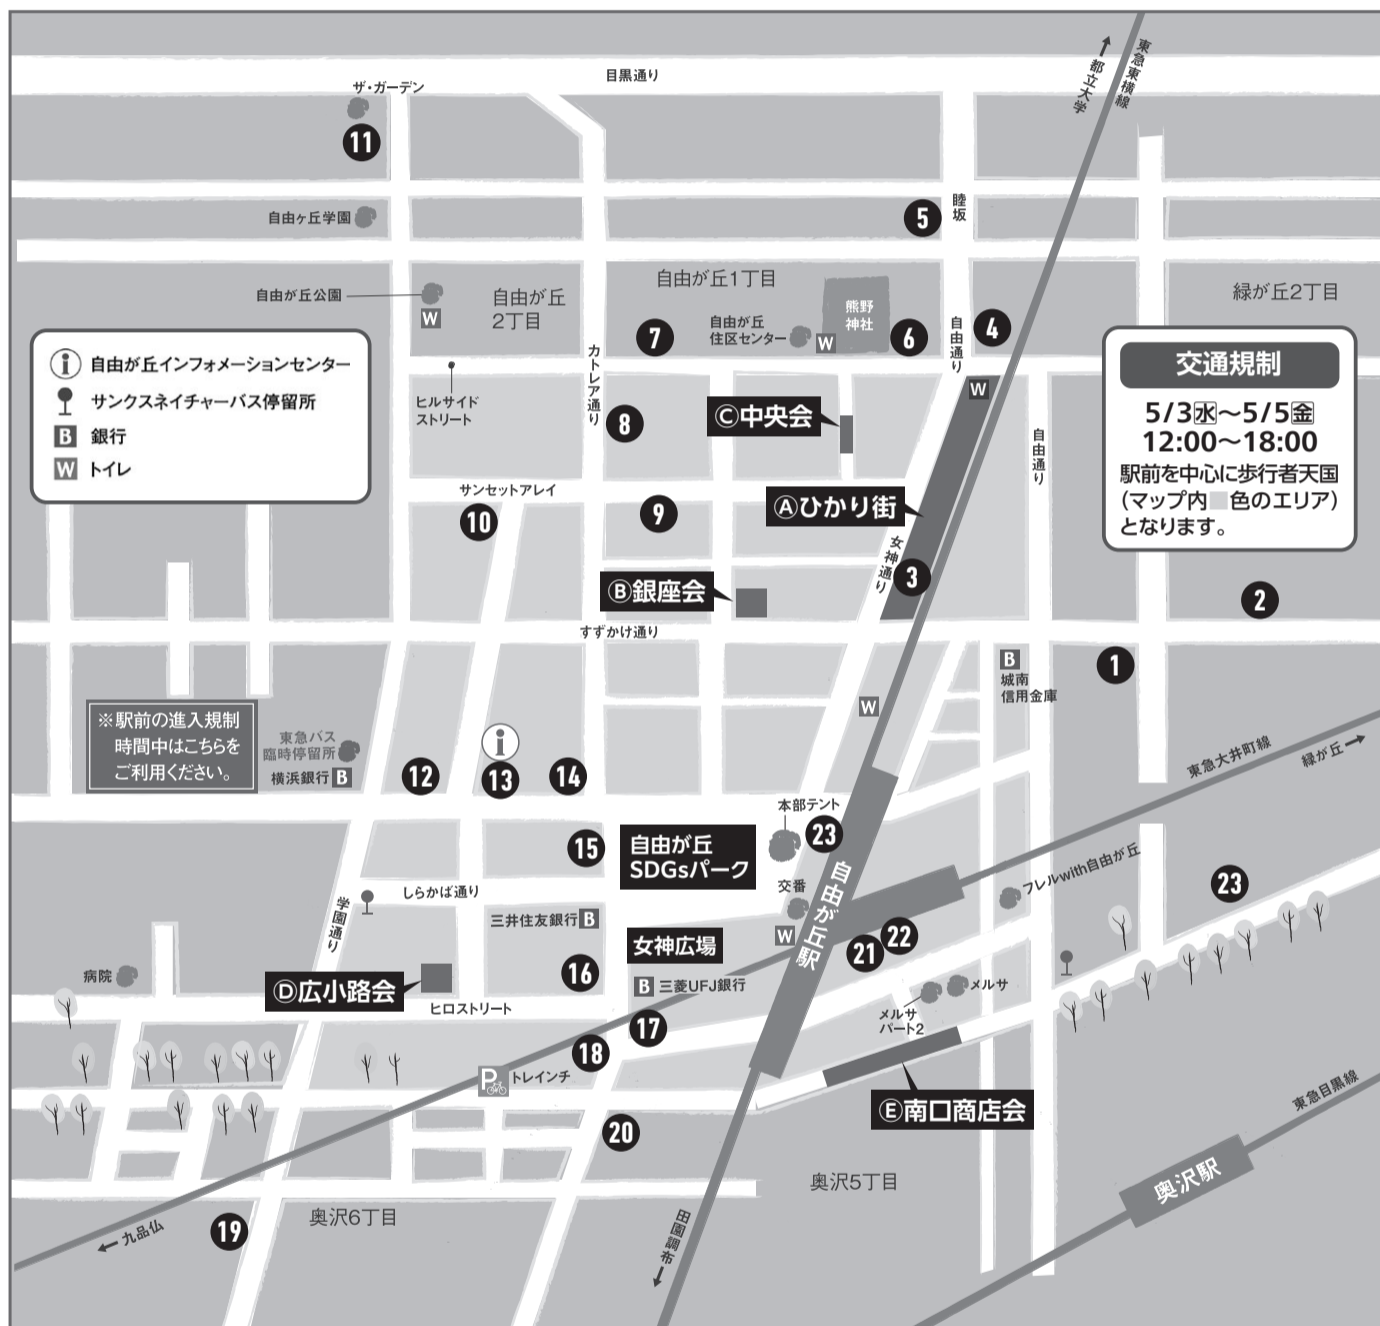 目黒通り
東急東横線
↑都立大学
ザ・ガーデン
11
自由ヶ丘学園
5
睦坂
自由が丘公園
W
自由が丘
2丁目
自由が丘1丁目
熊野
神社
自由が丘
住区センター
W
6
自由通り
4
緑が丘2丁目
7
i 自由が丘インフォメーションセンター
サンクスネイチャーバス停留所
B 銀行
W トイレ
交通規制
5/3水〜5/5金
12:00〜18:00
駅前を中心に歩行者天国
(マップ内 色のエリア)
となります。
ヒルサイド
ストリート
カトレア通り
8
Ⓒ中央会
W
自由通り
サンセットアレイ
10
9
Ⓐひかり街
女神通り
3
Ⓑ銀座会
2
すずかけ通り
1
B
城南
信用金庫
W
※駅前の進入規制
時間中はこちらを
ご利用ください。
東急バス
臨時停留所
横浜銀行 B
i
12
13
14
東急大井町線
緑が丘→
本部テント
23
15
自由が丘
SDGsパーク
自由が丘駅
交番
W
しらかば通り
学園通り
三井住友銀行 B
女神広場
フレルwith自由が丘
23
21
22
病院
Ⓓ広小路会
16
B 三菱UFJ銀行
メルサ
メルサ
パート2
ヒロストリート
17
18
P
トレインチ
Ⓔ南口商店会
東急目黒線
20
奥沢5丁目
奥沢駅
19
奥沢6丁目
←九品仏
田園調布↓